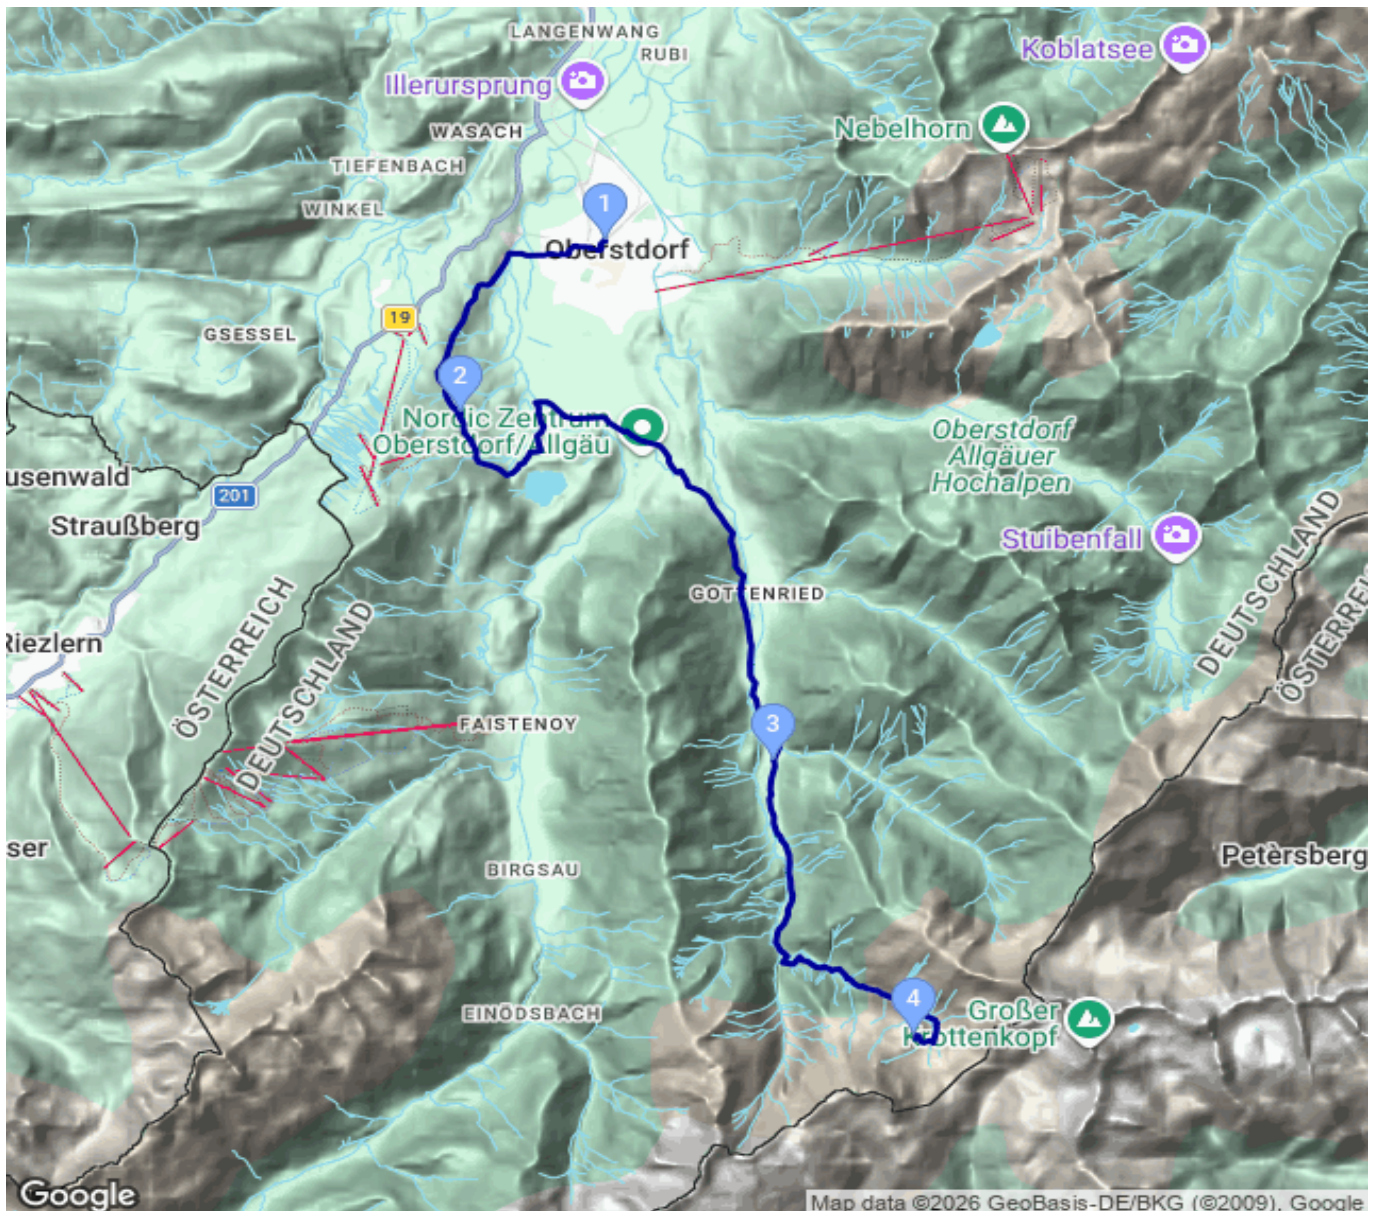 LANGENWANG
RUBI
Koblatsee
Illerursprung
Nebelhorn
WASACH
TIEFENBACH
WINKEL
1
Oberstdorf
19
GSESSEL
2
Nordic Zentrum
Oberstdorf/Allgäu
Oberstdorf
Allgäuer
Hochalpen
usenwald
201
Straußberg
Stuibenfall
DEUTSCHLAND
ÖSTERREIC
GOTTENRIED
Riezlern
ÖSTERREICH
DEUTSCHLAND
FAISTENOY
3
ser
BIRGSAU
Petersberg
4
EINÖDSBACH
Großer
Krottenkopf
Google
Map data ©2026 GeoBasis-DE/BKG (©2009), Google